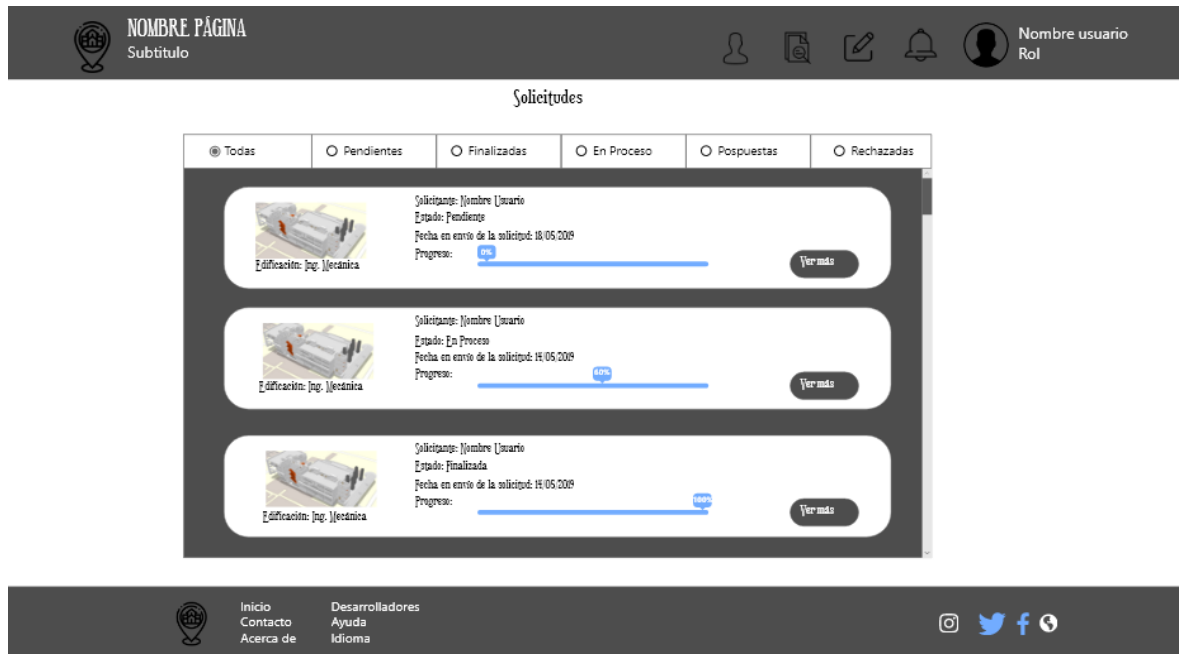 NOMBRE PÁGINA
Subtitulo
Nombre usuario
Rol
Solicitudes
Todas
Pendientes
Finalizadas
En Proceso
Pospuestas
Rechazadas
Solicitante: Nombre Usuario
Estado: Pendiente
Fecha en envío de la solicitud: 18/05/2019
Progreso:
0%
Edificación: Ing. Mecánica
Ver más
Solicitante: Nombre Usuario
Estado: En Proceso
Fecha en envío de la solicitud: 14/05/2019
Progreso:
60%
Edificación: Ing. Mecánica
Ver más
Solicitante: Nombre Usuario
Estado: Finalizada
Fecha en envío de la solicitud: 14/05/2019
Progreso:
100%
Edificación: Ing. Mecánica
Ver más
Inicio
Contacto
Acerca de
Desarrolladores
Ayuda
Idioma